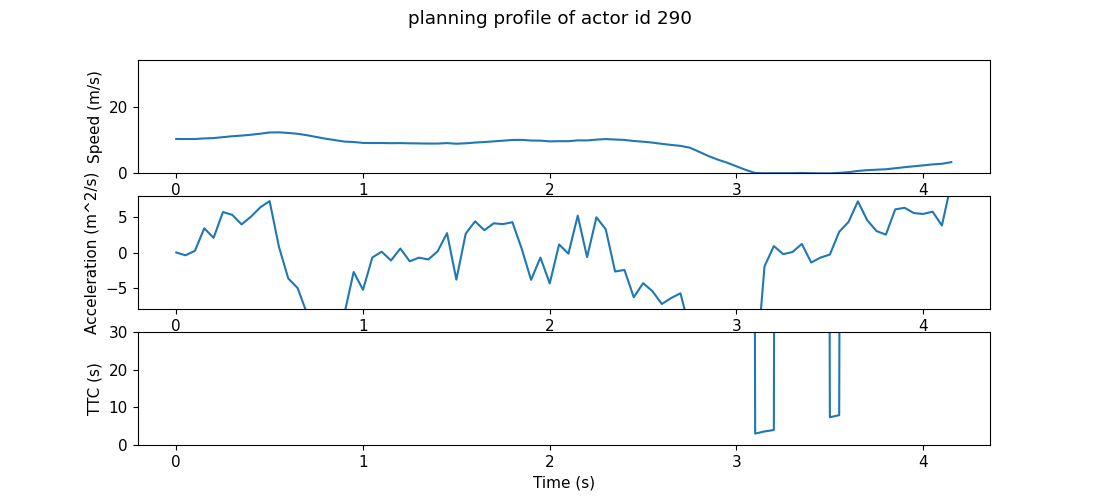 planning profile of actor id 290
Speed (m/s)
20
0
0 1 2 3 4
Acceleration (m^2/s)
5
0
−5
0 1 2 3 4
TTC (s)
30
20
10
0
0 1 2 3 4
Time (s)